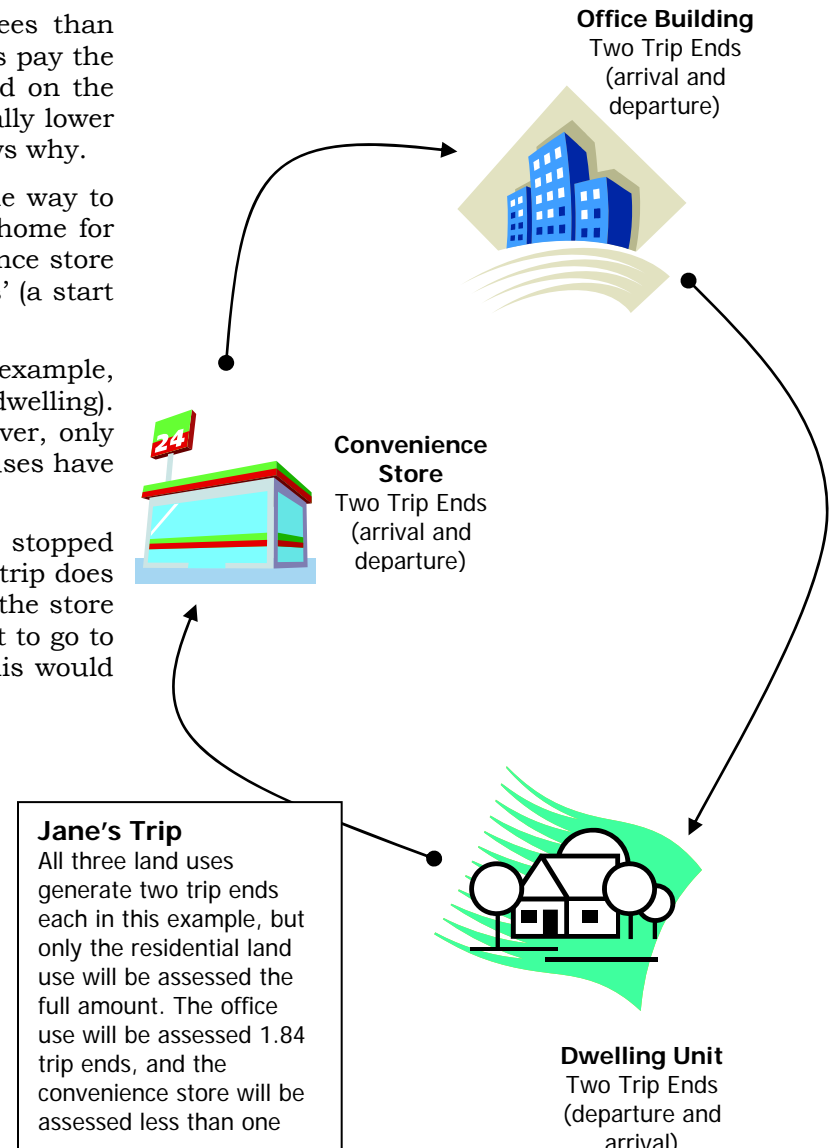 ees than
s pay the
d on the
ally lower
ys why.
e way to
home for
nce store
s’ (a start
example,
dwelling).
ver, only
uses have
stopped
trip does
the store
t to go to
his would
Office Building
Two Trip Ends
(arrival and
departure)
24
Convenience
Store
Two Trip Ends
(arrival and
departure)
Jane’s Trip
All three land uses
generate two trip ends
each in this example, but
only the residential land
use will be assessed the
full amount. The office
use will be assessed 1.84
trip ends, and the
convenience store will be
assessed less than one
Dwelling Unit
Two Trip Ends
(departure and
arrival)